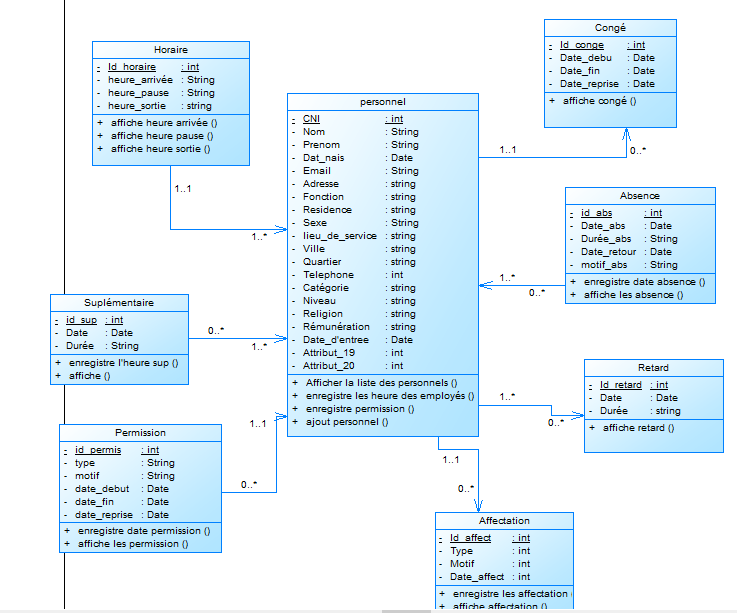 Horaire
- Id_horaire : int
- heure_arrivée : String
- heure_pause : String
- heure_sortie : string
+ affiche heure arrivée ()
+ affiche heure pause ()
+ affiche heure sortie ()
Congé
- Id_conge : int
- Date_debu : Date
- Date_fin : Date
- Date_reprise : Date
+ affiche congé ()
personnel
- CNI : int
- Nom : String
- Prenom : String
- Dat_nais : Date
- Email : String
- Adresse : string
- Fonction : string
- Residence : string
- Sexe : String
- lieu_de_service : string
- Ville : string
- Quartier : string
- Telephone : int
- Catégorie : string
- Niveau : string
- Religion : string
- Rémunération : string
- Date_d'entree : Date
- Attribut_19 : int
- Attribut_20 : int
+ Afficher la liste des personnels ()
+ enregistre les heure des employés ()
+ enregistre permission ()
+ ajout personnel ()
1..1
0..*
1..1
1..*
Absence
- id_abs : int
- Date_abs : Date
- Durée_abs : String
- Date_retour : Date
- motif_abs : String
+ enregistre date absence ()
+ affiche les absence ()
1..*
0..*
Suplémentaire
- id_sup : int
- Date : Date
- Durée : String
+ enregistre l'heure sup ()
+ affiche ()
0..*
1..*
Retard
- Id_retard : int
- Date : Date
- Durée : string
+ affiche retard ()
1..*
0..*
Permission
- id_permis : int
- type : String
- motif : String
- date_debut : Date
- date_fin : Date
- date_reprise : Date
+ enregistre date permission ()
+ affiche les permission ()
1..1
0..*
1..1
0..*
Affectation
- Id_affect : int
- Type : int
- Motif : int
- Date_affect : int
+ enregistre les affectation
+ affiche affectation ()